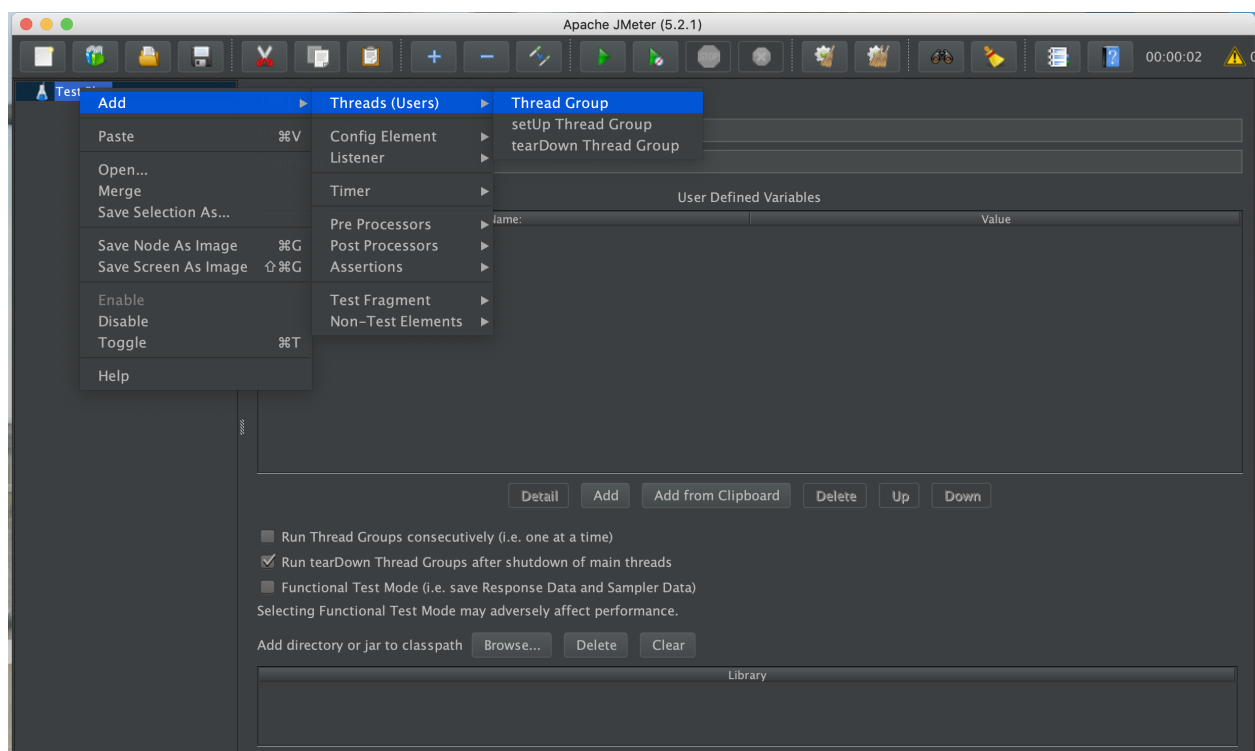 Apache JMeter (5.2.1)
00:00:02
Test
Add
Paste ⌘V
Open...
Merge
Save Selection As...
Save Node As Image ⌘G
Save Screen As Image ⇧⌘G
Enable
Disable
Toggle ⌘T
Help
Threads (Users)
Config Element
Listener
Timer
Pre Processors
Post Processors
Assertions
Test Fragment
Non-Test Elements
Thread Group
setUp Thread Group
tearDown Thread Group
User Defined Variables
Name: Value
Detail Add Add from Clipboard Delete Up Down
Run Thread Groups consecutively (i.e. one at a time)
Run tearDown Thread Groups after shutdown of main threads
Functional Test Mode (i.e. save Response Data and Sampler Data)
Selecting Functional Test Mode may adversely affect performance.
Add directory or jar to classpath Browse... Delete Clear
Library